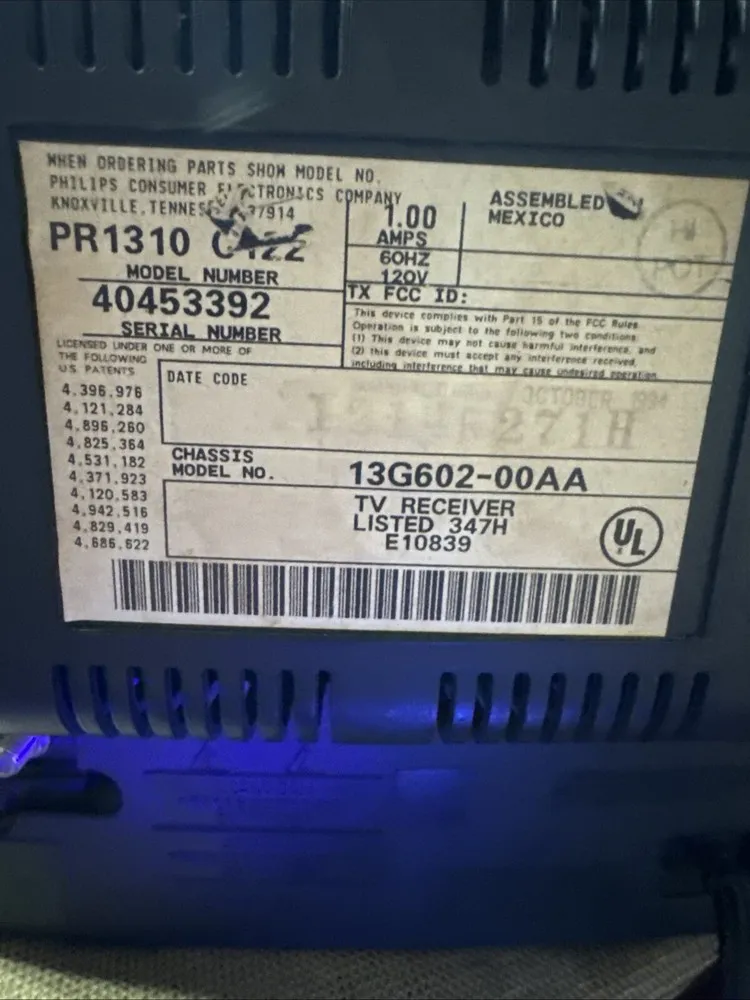 WHEN ORDERING PARTS SHOW MODEL NO.
PHILIPS CONSUMER ELECTRONICS COMPANY
KNOXVILLE, TENNESSEE 37914
PR1310
MODEL NUMBER
40453392
SERIAL NUMBER
1.00
AMPS
60HZ
120V
ASSEMBLED
MEXICO
HI
POT
TX FCC ID:
This device complies with Part 15 of the FCC Rules
Operation is subject to the following two conditions:
(1) This device may not cause harmful interference, and
(2) this device must accept any interference received,
including interference that may cause undesired operation.
LICENSED UNDER ONE OR MORE OF
THE FOLLOWING
US PATENTS
4,396,976
4,121,284
4,896,260
4,825,364
4,531,182
4,371,923
4,120,583
4,942,516
4,829,419
4,686,622
DATE CODE
OCTOBER 1994
271H
CHASSIS
MODEL NO.
13G602-00AA
TV RECEIVER
LISTED 347H
E10839
UL